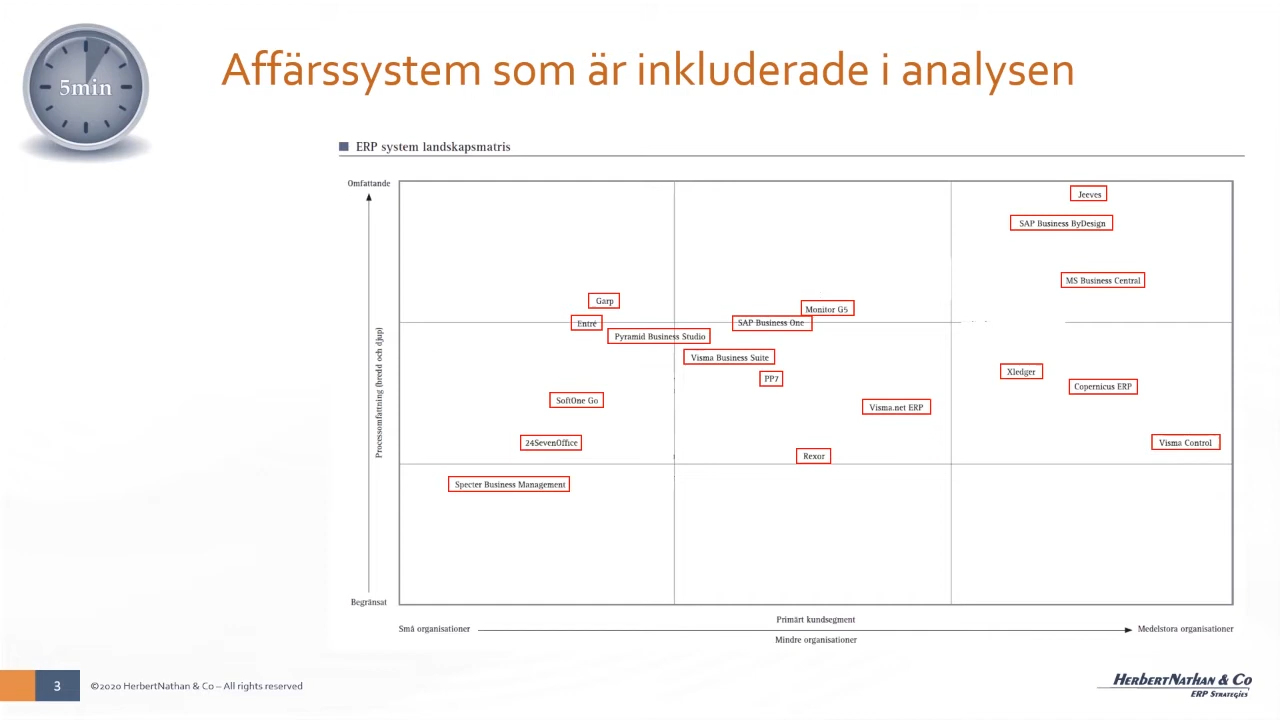 5min
Affärssystem som är inkluderade i analysen
ERP system landskapsmatris
Omfattande
Jeeves
SAP Business ByDesign
MS Business Central
Garp
Monitor G5
Entré
SAP Business One
Pyramid Business Studio
Visma Business Suite
Processomfattning (bredd och djup)
Xledger
PP7
Copernicus ERP
SoftOne Go
Visma.net ERP
24SevenOffice
Visma Control
Rexor
Specter Business Management
Begränsat
Primärt kundsegment
Små organisationer
Medelstora organisationer
Mindre organisationer
3
©2020 HerbertNathan & Co – All rights reserved
HERBERTNATHAN & CO
ERP STRATEGIES